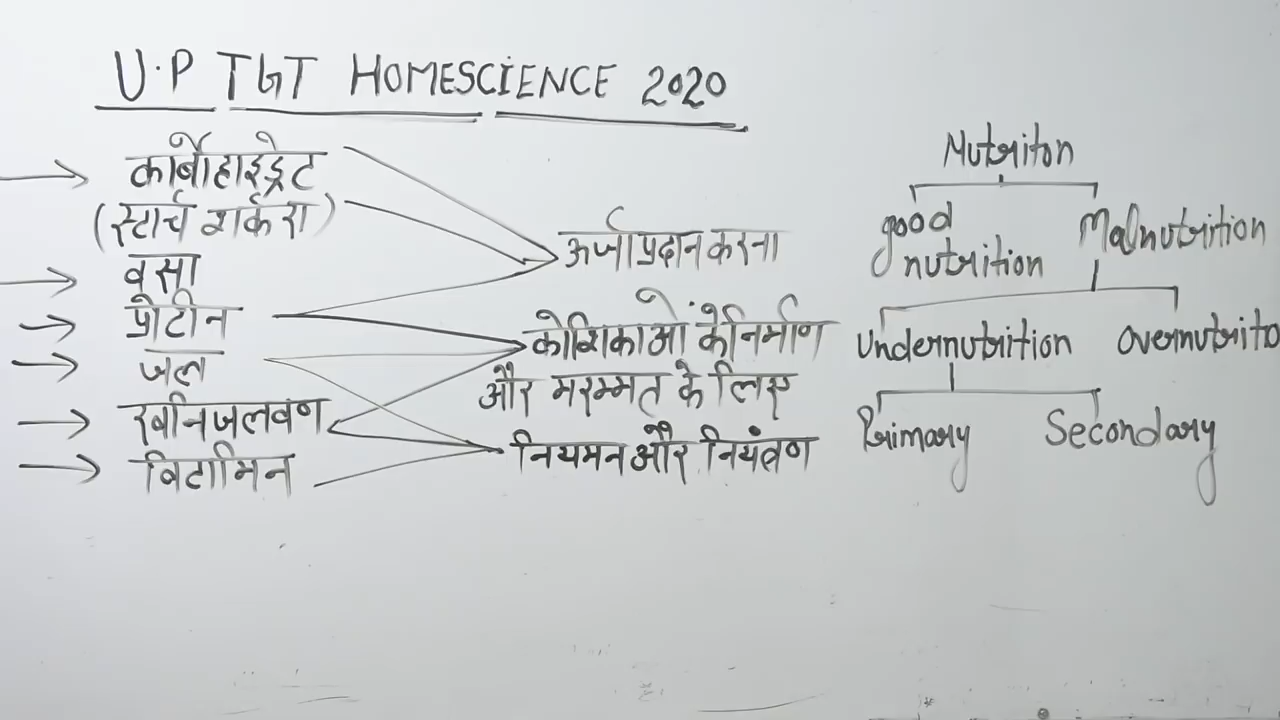 U.P TGT HOMESCIENCE 2020
कार्बोहाइड्रेट
(स्टार्च शर्करा)
वसा
प्रोटीन
जल
खनिजलवण
विटामिन
ऊर्जा प्रदान करना
कोशिकाओं के निर्माण
और मरम्मत के लिए
नियमन और नियंत्रण
Nutriton
good
nutrition
Malnutrition
Undernutrition
Overnutrito
Primary
Secondary